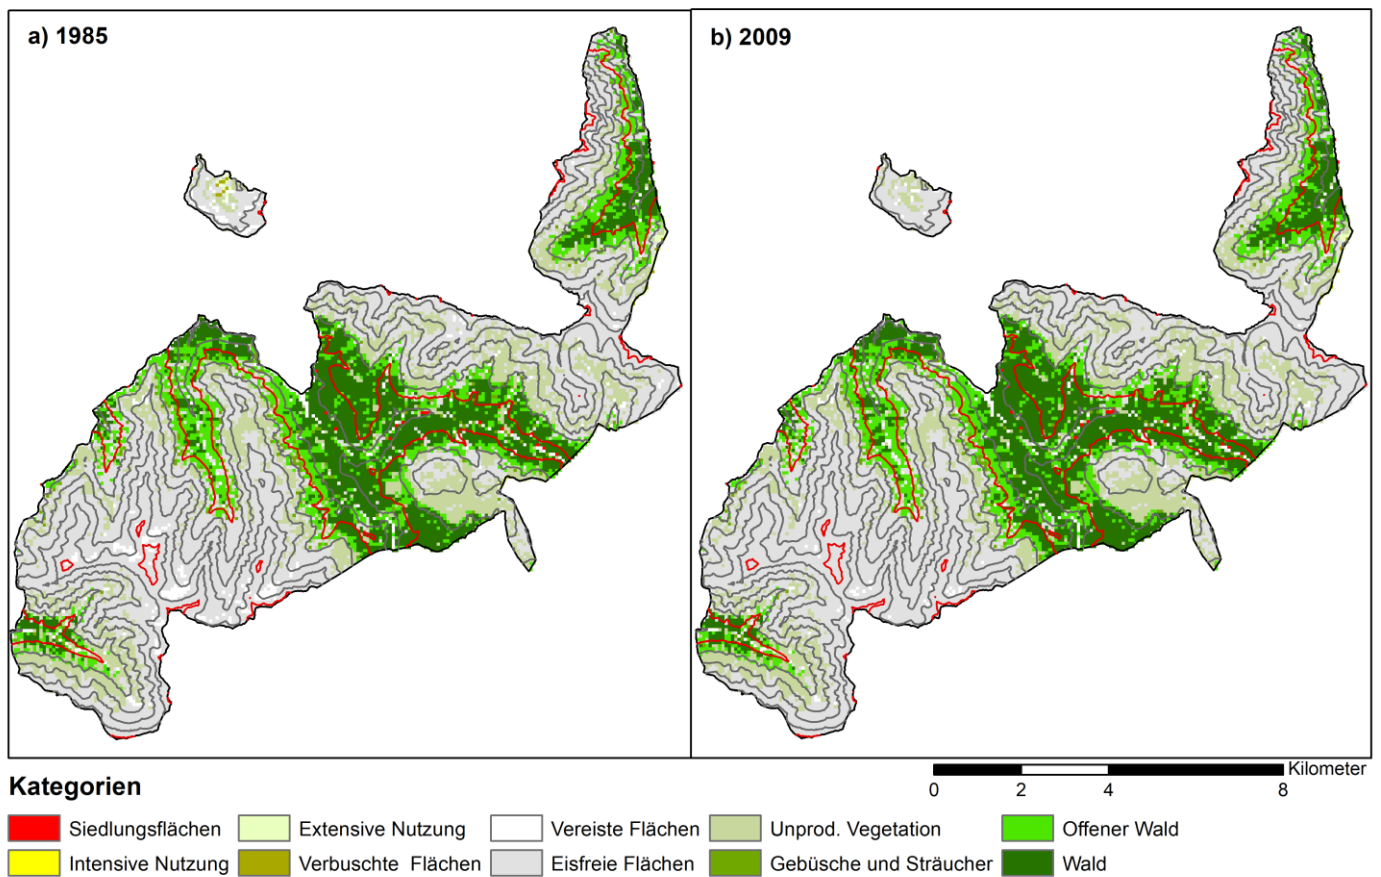 a) 1985
b) 2009
Kilometer
0 2 4 8
Kategorien
Siedlungsflächen
Extensive Nutzung
Vereiste Flächen
Unprod. Vegetation
Offener Wald
Intensive Nutzung
Verbuschte Flächen
Eisfreie Flächen
Gebüsche und Sträucher
Wald